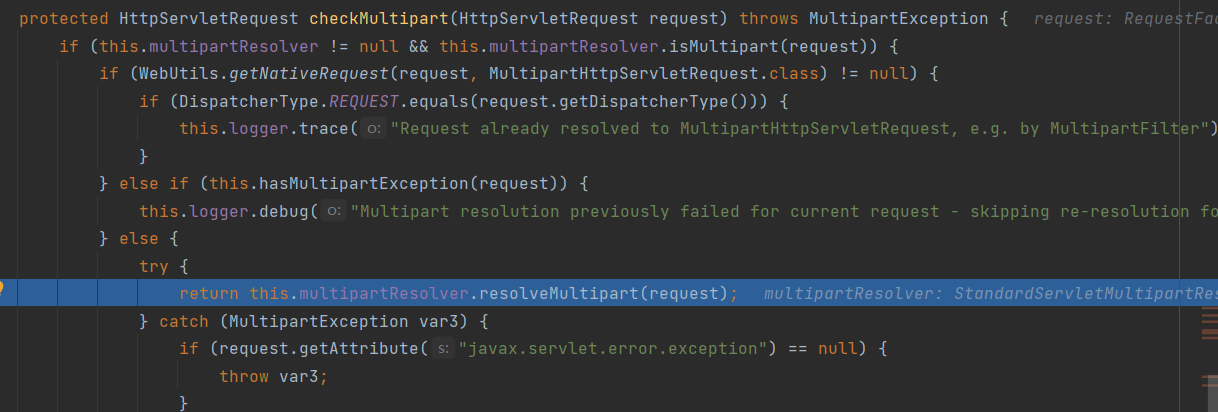 protected HttpServletRequest checkMultipart(HttpServletRequest request) throws MultipartException {   request: RequestFac
if (this.multipartResolver != null && this.multipartResolver.isMultipart(request)) {
if (WebUtils.getNativeRequest(request, MultipartHttpServletRequest.class) != null) {
if (DispatcherType.REQUEST.equals(request.getDispatcherType())) {
this.logger.trace( o: "Request already resolved to MultipartHttpServletRequest, e.g. by MultipartFilter")
}
} else if (this.hasMultipartException(request)) {
this.logger.debug( o: "Multipart resolution previously failed for current request - skipping re-resolution fo
} else {
try {
return this.multipartResolver.resolveMultipart(request);   multipartResolver: StandardServletMultipartRes
} catch (MultipartException var3) {
if (request.getAttribute( s: "javax.servlet.error.exception") == null) {
throw var3;
}